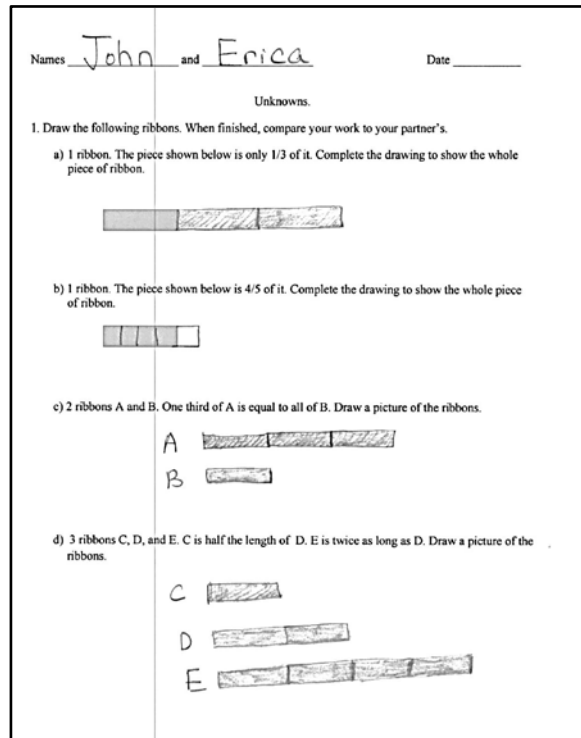 Names John and Erica Date
Unknowns.
1. Draw the following ribbons. When finished, compare your work to your partner's.
a) 1 ribbon. The piece shown below is only 1/3 of it. Complete the drawing to show the whole
piece of ribbon.
b) 1 ribbon. The piece shown below is 4/5 of it. Complete the drawing to show the whole piece
of ribbon.
c) 2 ribbons A and B. One third of A is equal to all of B. Draw a picture of the ribbons.
A
B
d) 3 ribbons C, D, and E. C is half the length of D. E is twice as long as D. Draw a picture of the
ribbons.
C
D
E